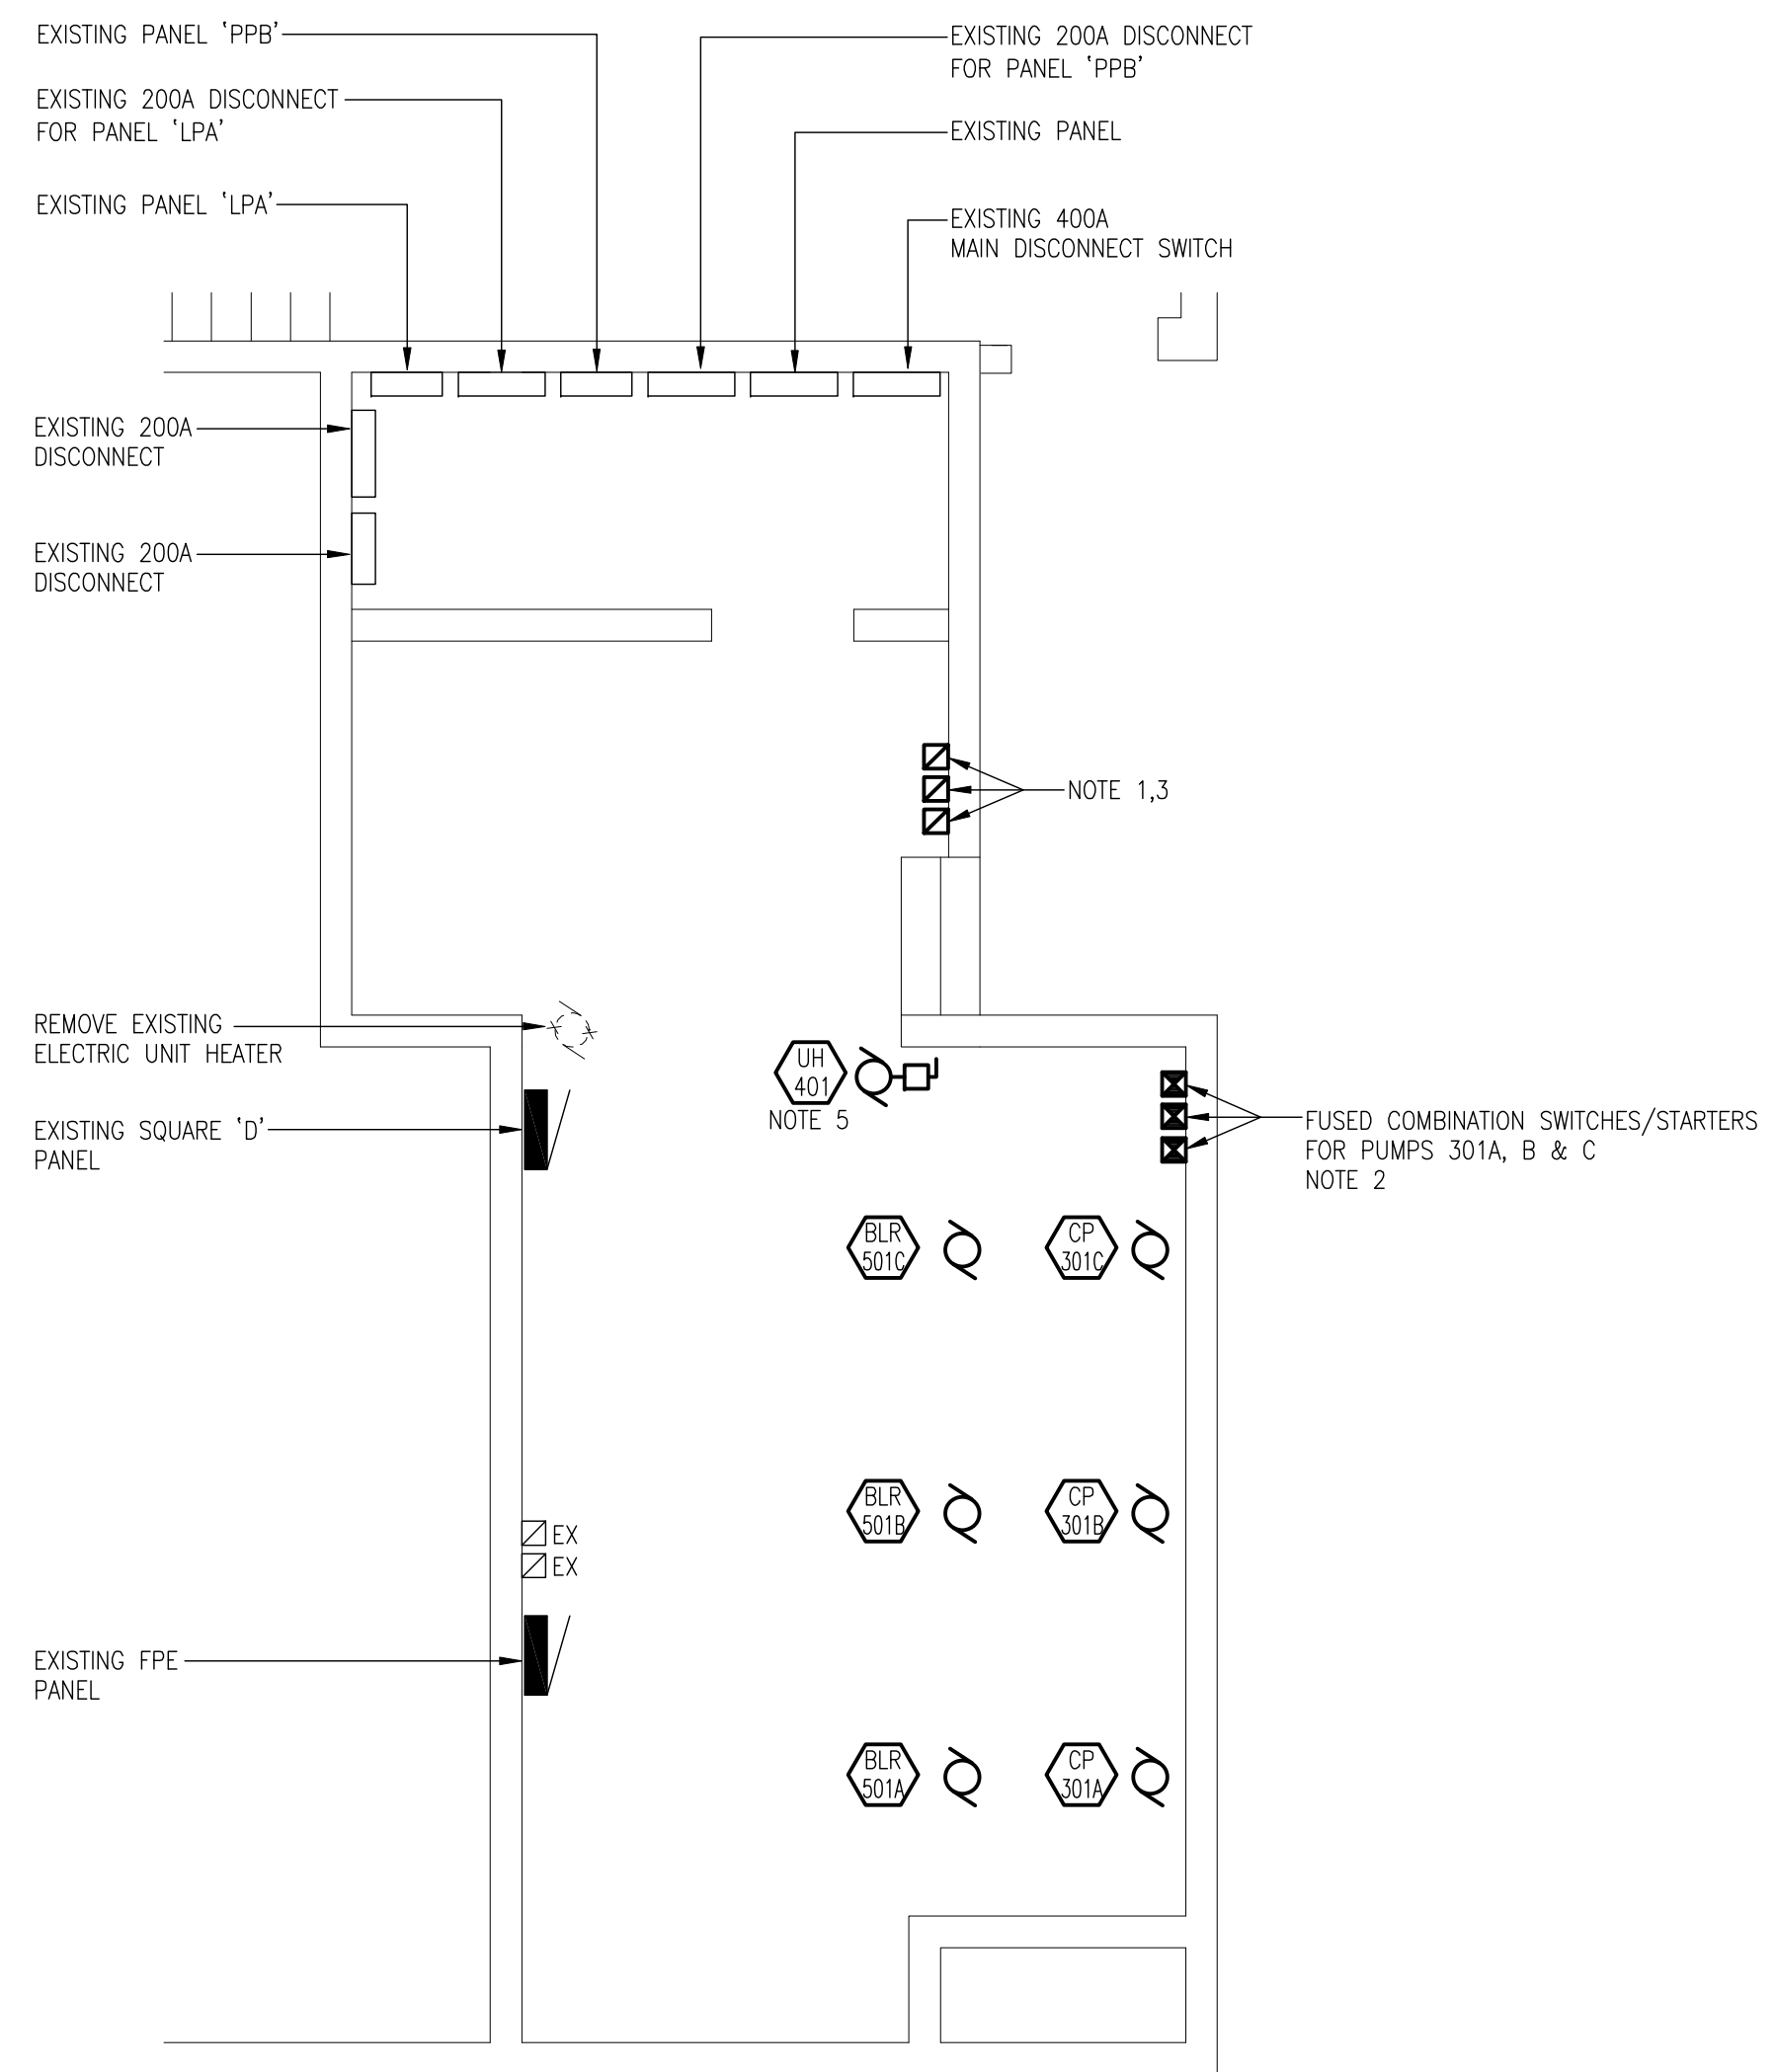 EXISTING PANEL 'PPB'
EXISTING 200A DISCONNECT
FOR PANEL 'PPB'
EXISTING 200A DISCONNECT
FOR PANEL 'LPA'
EXISTING PANEL
EXISTING PANEL 'LPA'
EXISTING 400A
MAIN DISCONNECT SWITCH
EXISTING 200A
DISCONNECT
EXISTING 200A
DISCONNECT
NOTE 1,3
REMOVE EXISTING
ELECTRIC UNIT HEATER
UH
401
NOTE 5
EXISTING SQUARE 'D'
PANEL
FUSED COMBINATION SWITCHES/STARTERS
FOR PUMPS 301A, B & C
NOTE 2
BLR
501C
CP
301C
BLR
501B
CP
301B
EX
EX
EXISTING FPE
PANEL
BLR
501A
CP
301A